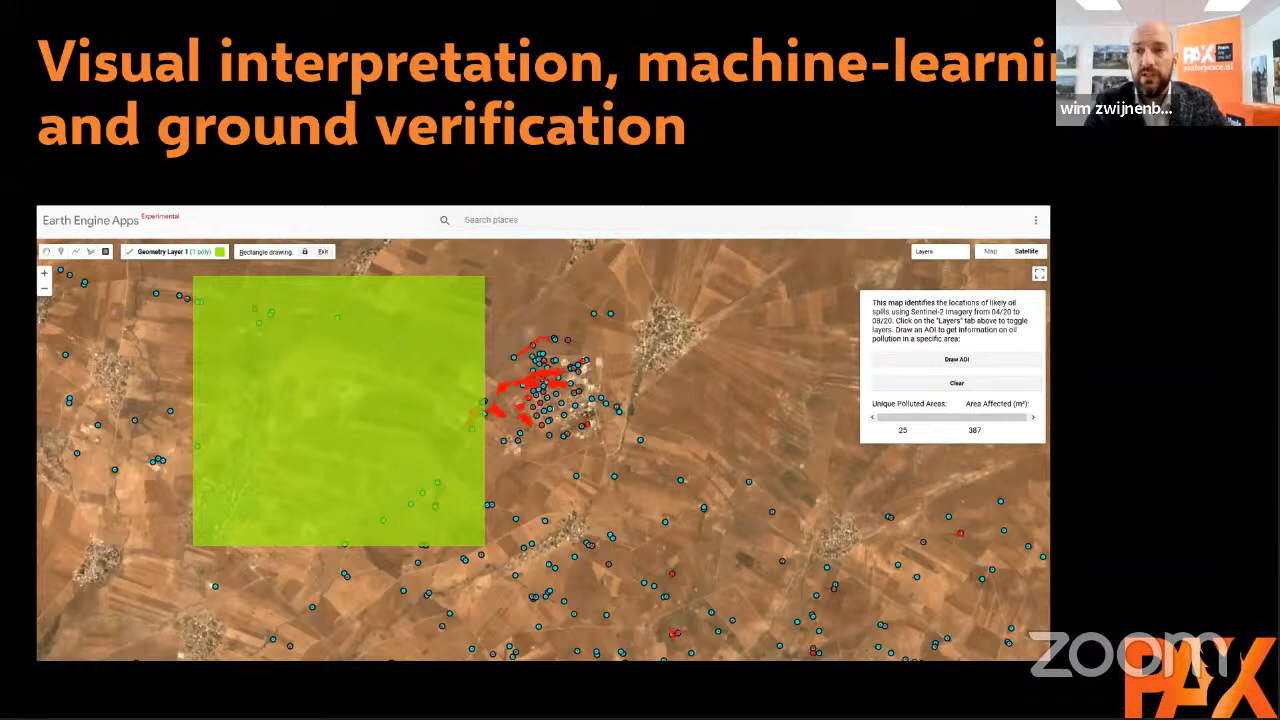 Visual interpretation, machine-learni
and ground verification
PAX
paxforpeace.nl
wim zwijnenb...
Earth Engine Apps Experimental
Search places
Geometry Layer 1 (1 poly)
Rectangle drawing.
Exit
Layers
Map
Satellite
+
−
This map identifies the locations of likely oil
spills using Sentinel-2 imagery from 04/20 to
08/20. Click on the "Layers" tab above to toggle
layers. Draw an AOI to get information on oil
pollution in a specific area:
Draw AOI
Clear
Unique Polluted Areas: Area Affected (m²):
25 387
zoom
PAX